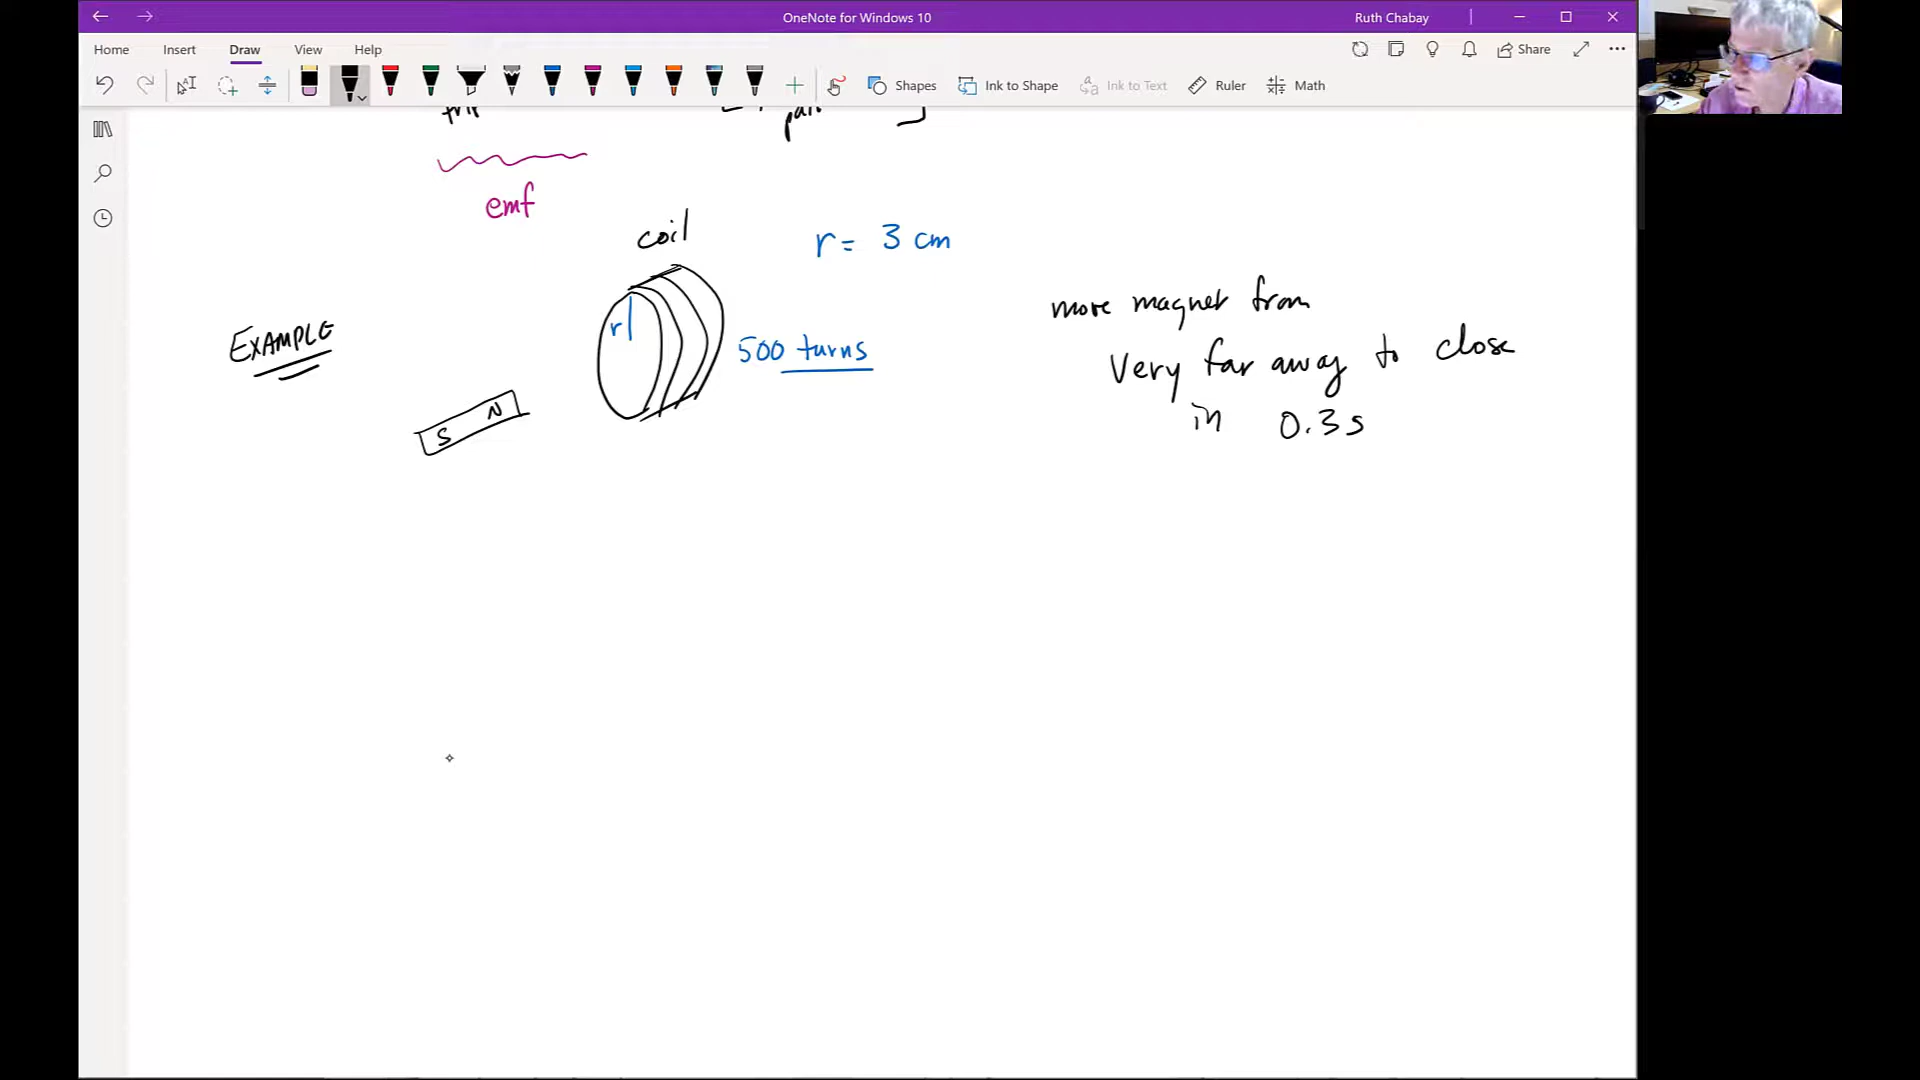 OneNote for Windows 10
Ruth Chabay
Home Insert Draw View Help
Share
Shapes Ink to Shape Ink to Text Ruler Math
emf
coil
r = 3 cm
EXAMPLE
r
500 turns
S N
move magnet from
very far away to close
in 0.3 s